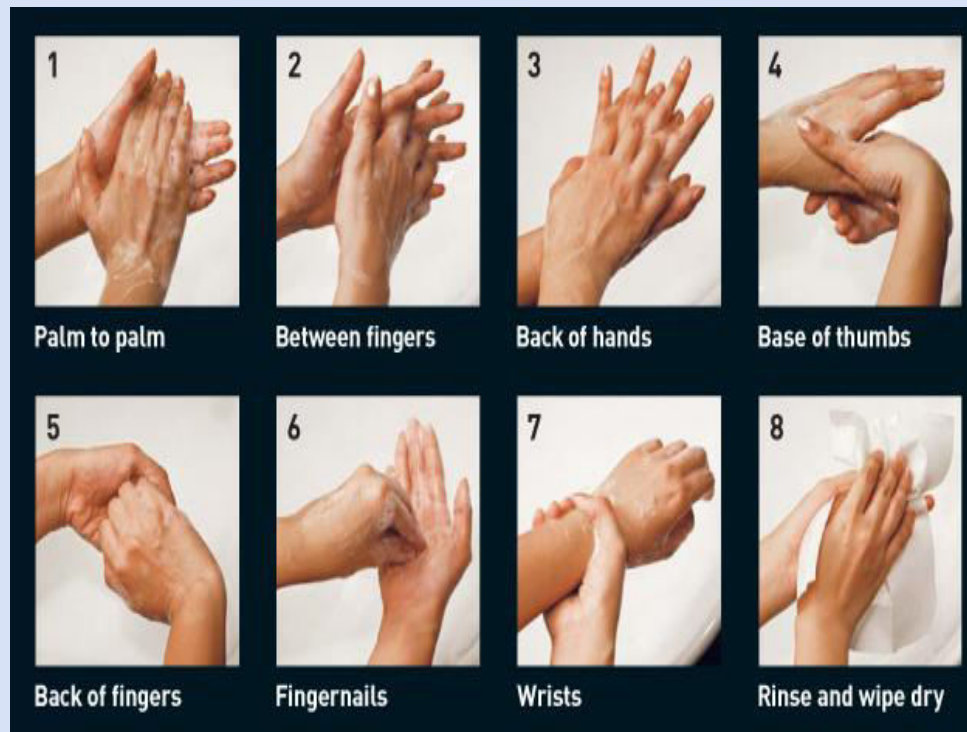 1
2
3
4
Palm to palm
Between fingers
Back of hands
Base of thumbs
5
6
7
8
Back of fingers
Fingernails
Wrists
Rinse and wipe dry